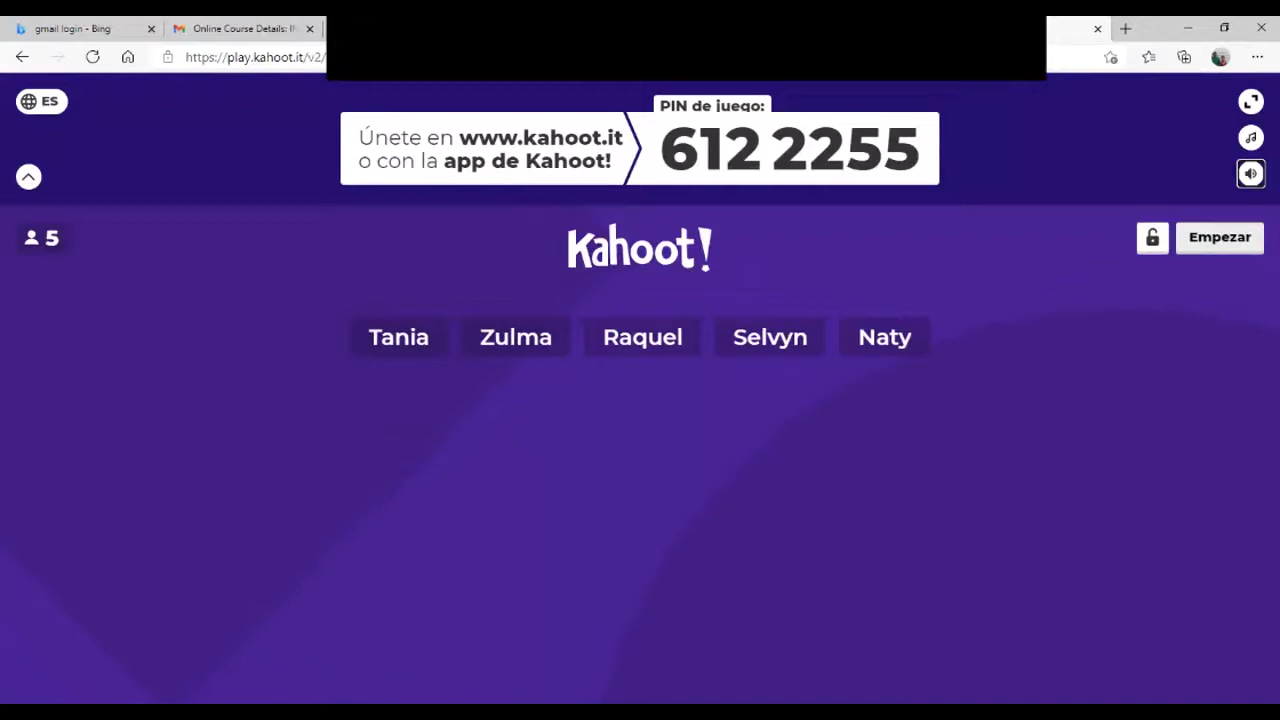 gmail login - Bing
Online Course Details: I
https://play.kahoot.it/v2/
ES
PIN de juego:
Únete en www.kahoot.it
o con la app de Kahoot!
612 2255
5
Kahoot!
Empezar
Tania Zulma Raquel Selvyn Naty